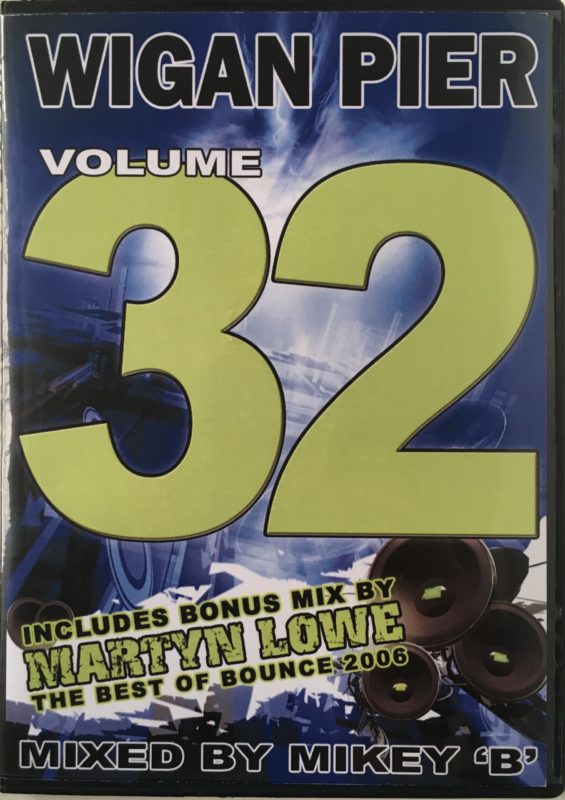 WIGAN PIER
VOLUME
32
INCLUDES BONUS MIX BY
MARTYN LOWE
THE BEST OF BOUNCE 2006
MIXED BY MIKEY ‘B’